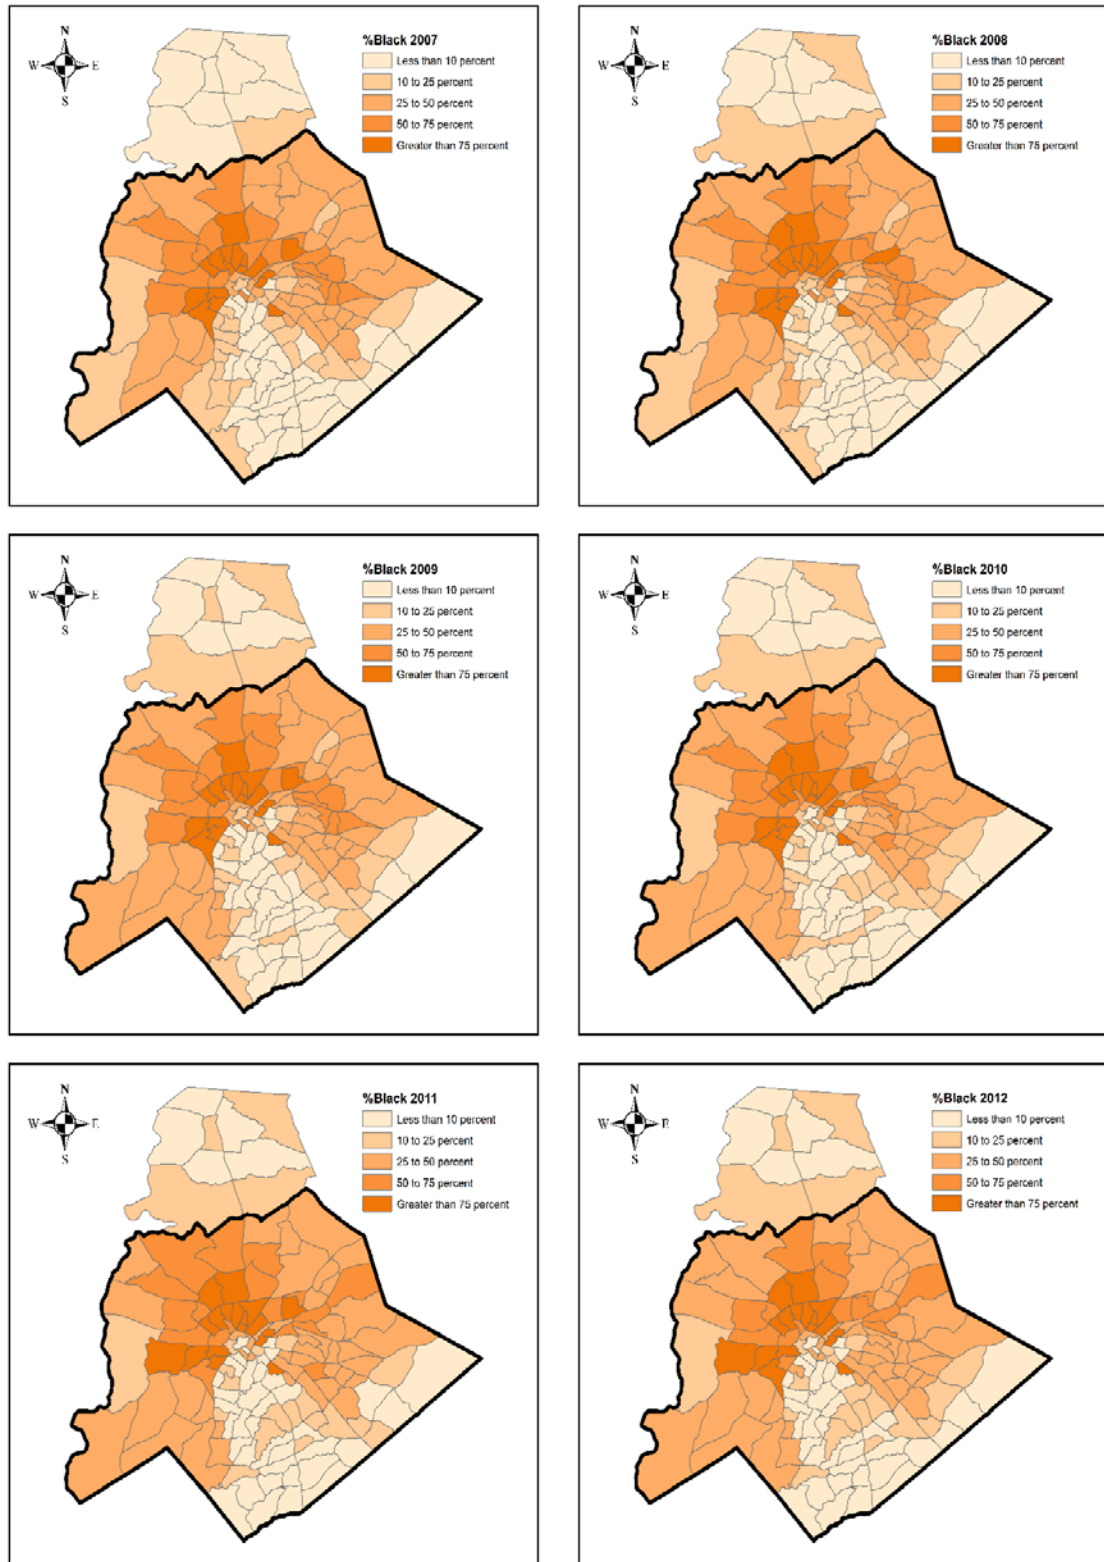 N
W E
S
%Black 2007
Less than 10 percent
10 to 25 percent
25 to 50 percent
50 to 75 percent
Greater than 75 percent
N
W E
S
%Black 2008
Less than 10 percent
10 to 25 percent
25 to 50 percent
50 to 75 percent
Greater than 75 percent
N
W E
S
%Black 2009
Less than 10 percent
10 to 25 percent
25 to 50 percent
50 to 75 percent
Greater than 75 percent
N
W E
S
%Black 2010
Less than 10 percent
10 to 25 percent
25 to 50 percent
50 to 75 percent
Greater than 75 percent
N
W E
S
%Black 2011
Less than 10 percent
10 to 25 percent
25 to 50 percent
50 to 75 percent
Greater than 75 percent
N
W E
S
%Black 2012
Less than 10 percent
10 to 25 percent
25 to 50 percent
50 to 75 percent
Greater than 75 percent